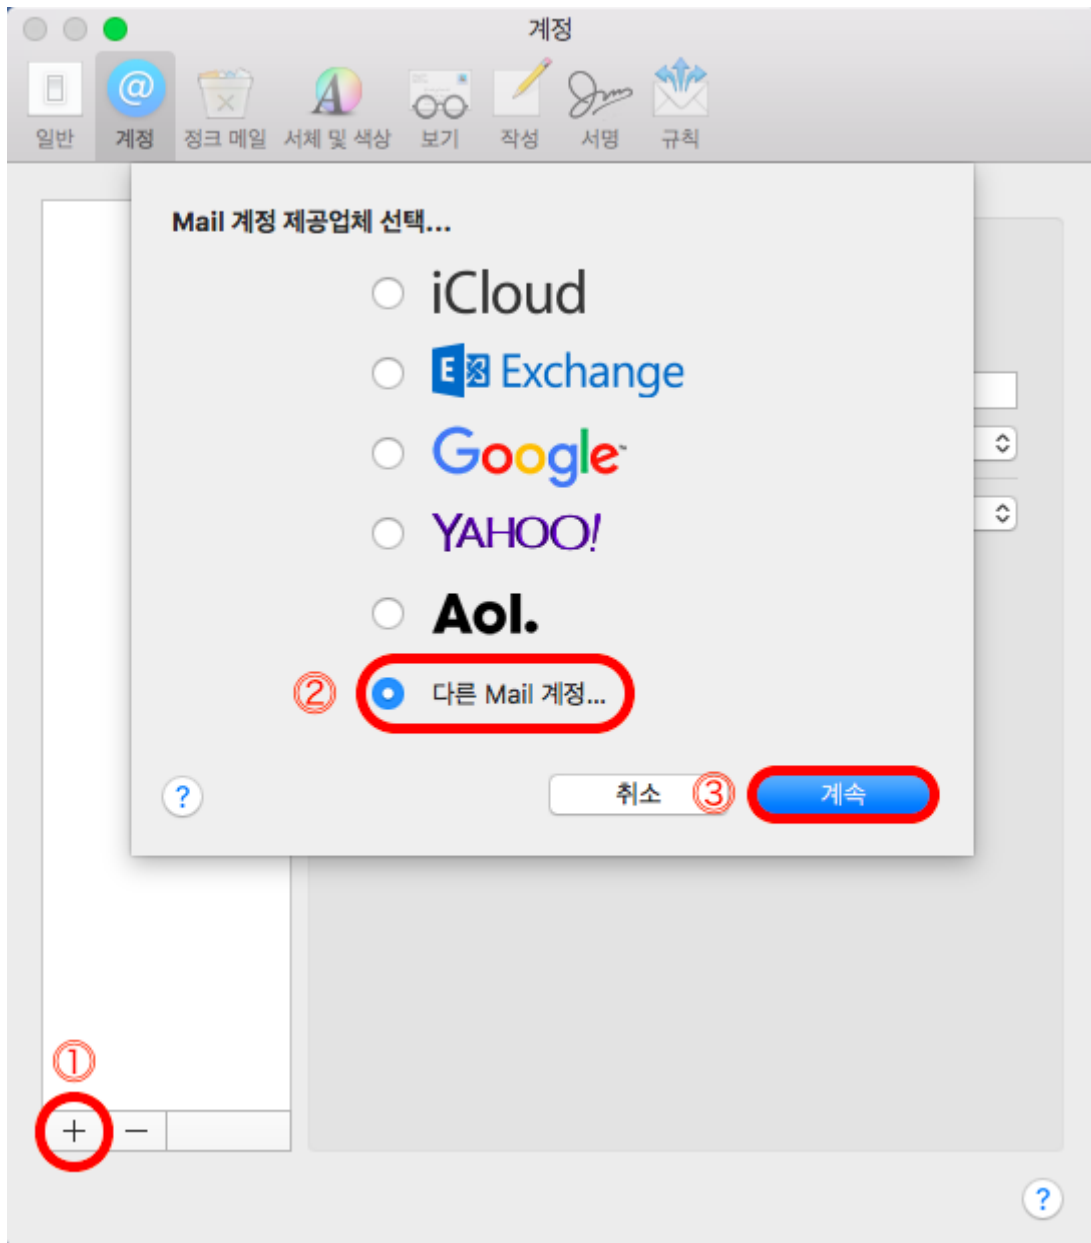 계정
일반 계정 정크 메일 서체 및 색상 보기 작성 서명 규칙
Mail 계정 제공업체 선택...
iCloud
E Exchange
Google™
YAHOO!
Aol.
② 다른 Mail 계정...
? 취소 ③ 계속
①
+ −
?